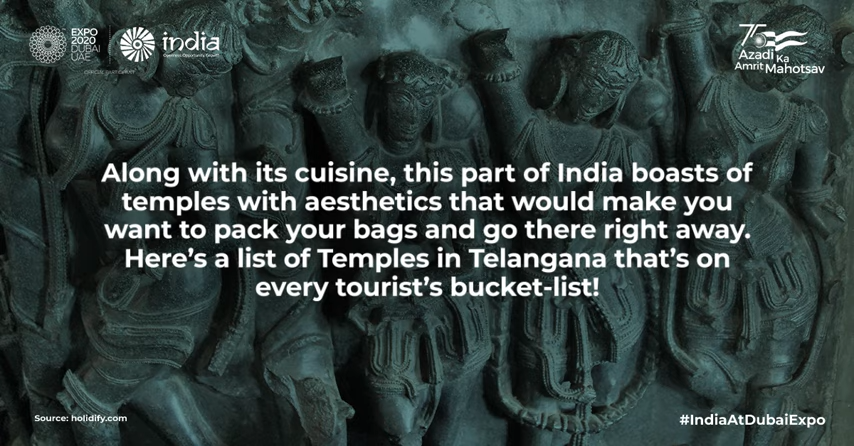 EXPO
2020
DUBAI
UAE
india
75
Azadi Ka
Amrit Mahotsav
Along with its cuisine, this part of India boasts of
temples with aesthetics that would make you
want to pack your bags and go there right away.
Here’s a list of Temples in Telangana that’s on
every tourist’s bucket-list!
Source: holidify.com
#IndiaAtDubaiExpo